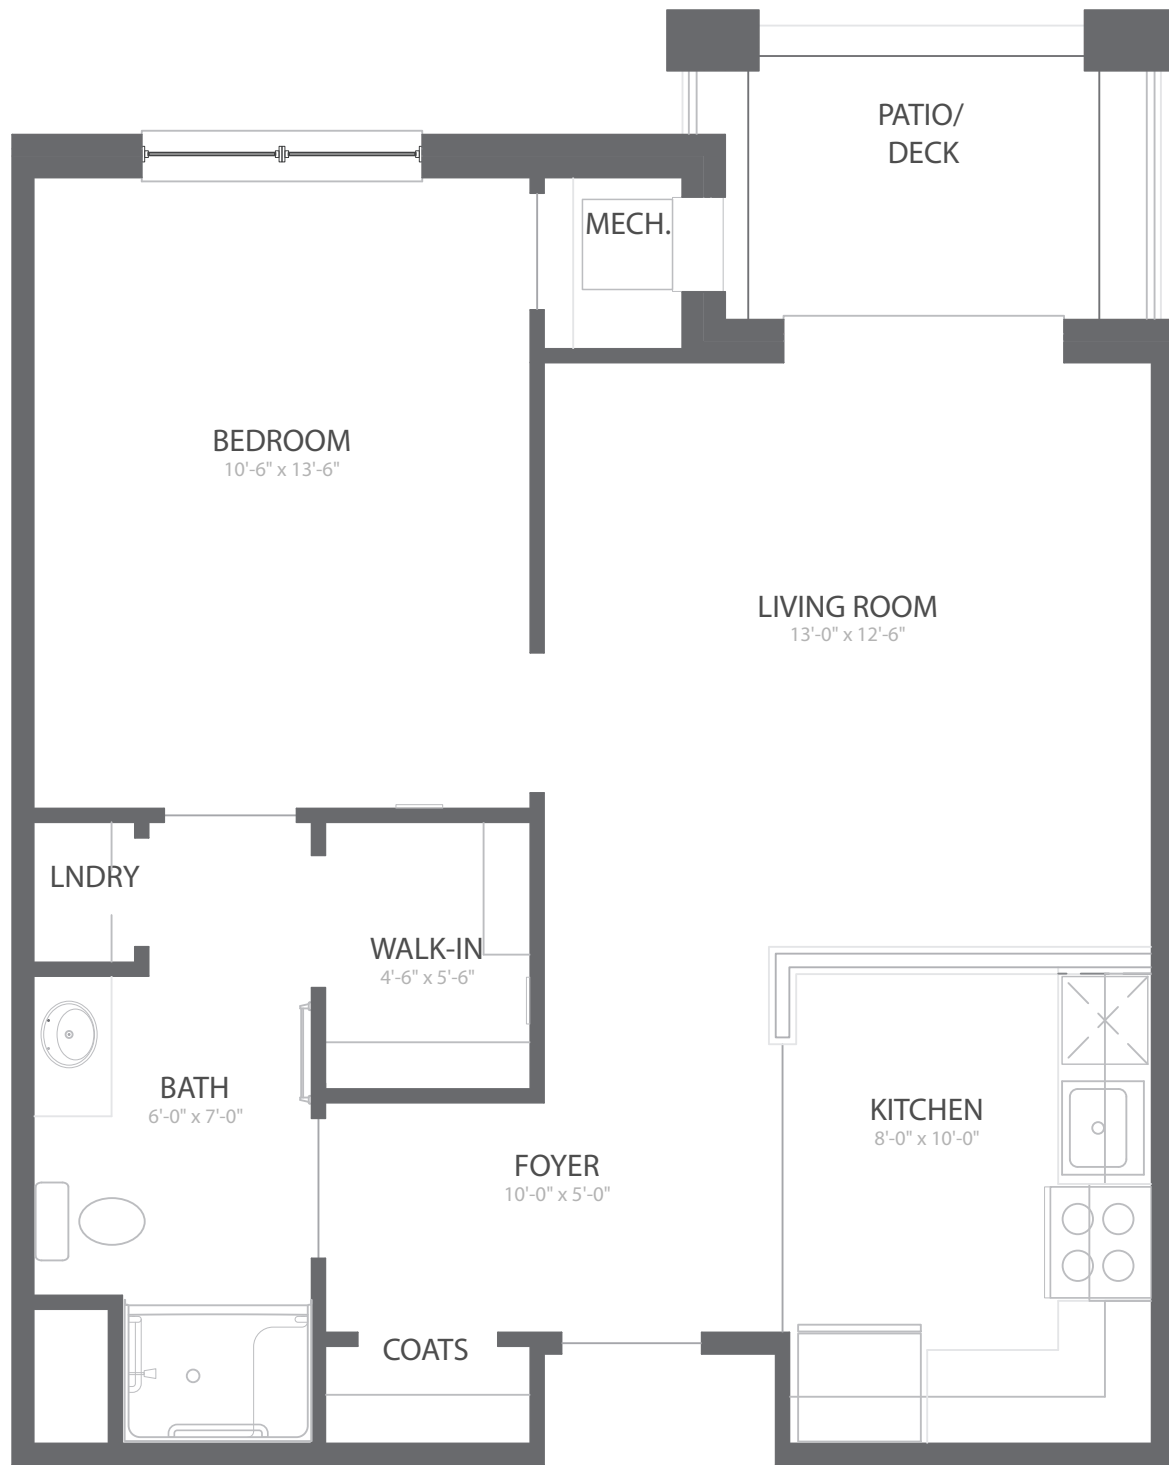 PATIO/
DECK
MECH.
BEDROOM
10'-6" x 13'-6"
LIVING ROOM
13'-0" x 12'-6"
LNDRY
WALK-IN
4'-6" x 5'-6"
BATH
6'-0" x 7'-0"
KITCHEN
8'-0" x 10'-0"
FOYER
10'-0" x 5'-0"
COATS